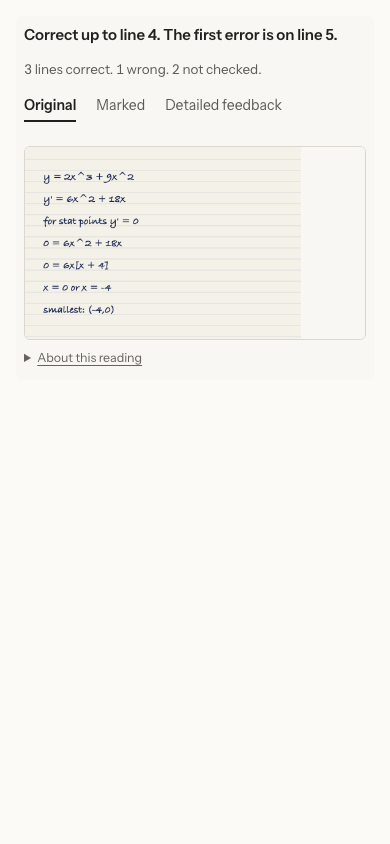 Correct up to line 4. The first error is on line 5.
3 lines correct. 1 wrong. 2 not checked.
Original Marked Detailed feedback
y = 2x^3 + 9x^2
y' = 6x^2 + 18x
for stat points y' = 0
0 = 6x^2 + 18x
0 = 6x[x + 4]
x = 0 or x = -4
smallest: (-4,0)
About this reading